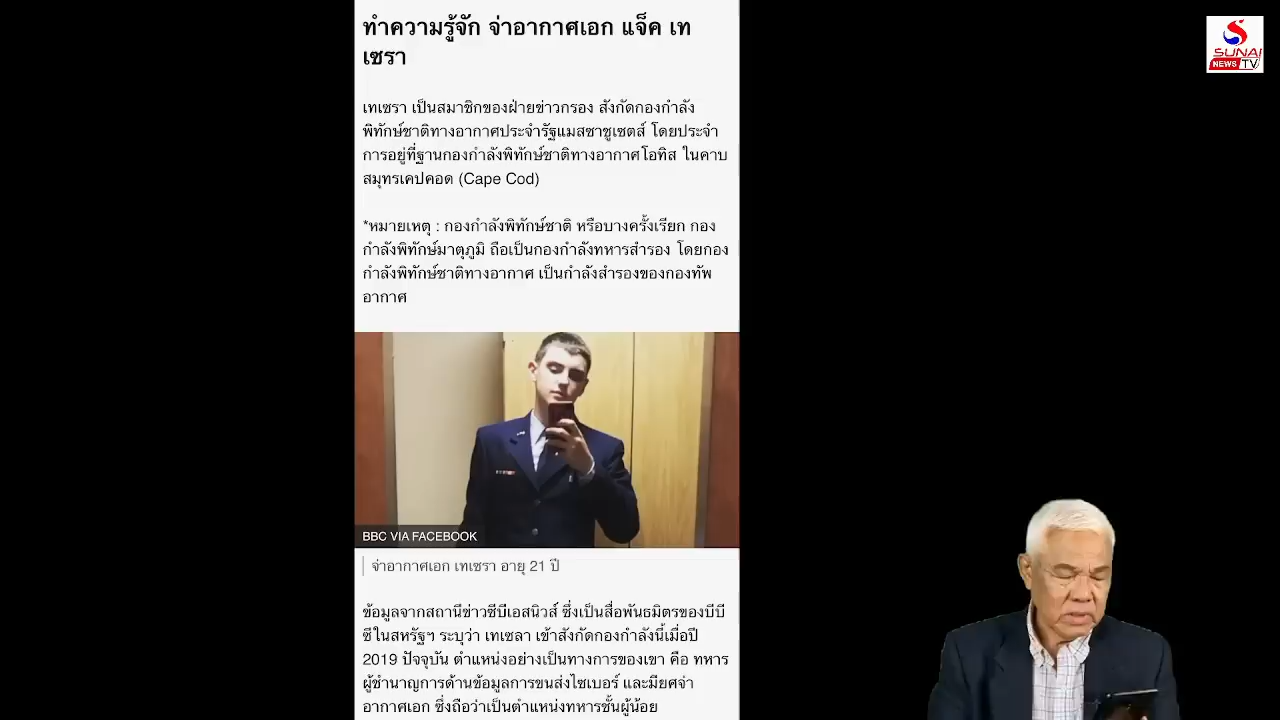 ทำความรู้จัก จ่าอากาศเอก แจ็ค เท
เซรา
SUNAI
NEWS TV
เทเซรา เป็นสมาชิกของฝ่ายข่าวกรอง สังกัดกองกำลัง
พิทักษ์ชาติทางอากาศประจำรัฐแมสซาชูเซตส์ โดยประจำ
การอยู่ที่ฐานกองกำลังพิทักษ์ชาติทางอากาศโอทิส ในคาบ
สมุทรเคปคอด (Cape Cod)
*หมายเหตุ : กองกำลังพิทักษ์ชาติ หรือบางครั้งเรียก กอง
กำลังพิทักษ์มาตุภูมิ ถือเป็นกองกำลังทหารสำรอง โดยกอง
กำลังพิทักษ์ชาติทางอากาศ เป็นกำลังสำรองของกองทัพ
อากาศ
BBC VIA FACEBOOK
จ่าอากาศเอก เทเซรา อายุ 21 ปี
ข้อมูลจากสถานีข่าวซีบีเอสนิวส์ ซึ่งเป็นสื่อพันธมิตรของบีบี
ซีในสหรัฐฯ ระบุว่า เทเซลา เข้าสังกัดกองกำลังนี้เมื่อปี
2019 ปัจจุบัน ตำแหน่งอย่างเป็นทางการของเขา คือ ทหาร
ผู้ชำนาญการด้านข้อมูลการขนส่งไซเบอร์ และมียศจ่า
อากาศเอก ซึ่งถือว่าเป็นตำแหน่งทหารชั้นผู้น้อย